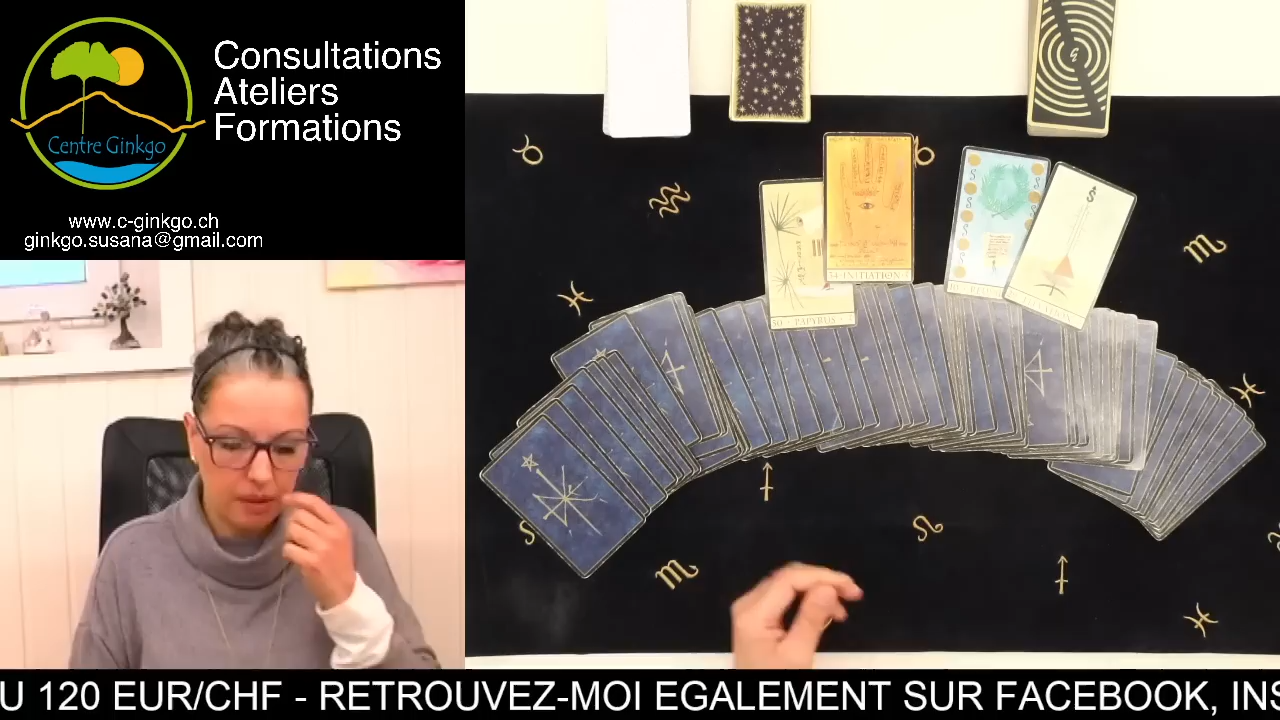 Consultations
Ateliers
Formations
Centre Ginkgo
www.c-ginkgo.ch
ginkgo.susana@gmail.com
INITIATION
PAPYRUS
U 120 EUR/CHF - RETROUVEZ-MOI EGALEMENT SUR FACEBOOK, INS